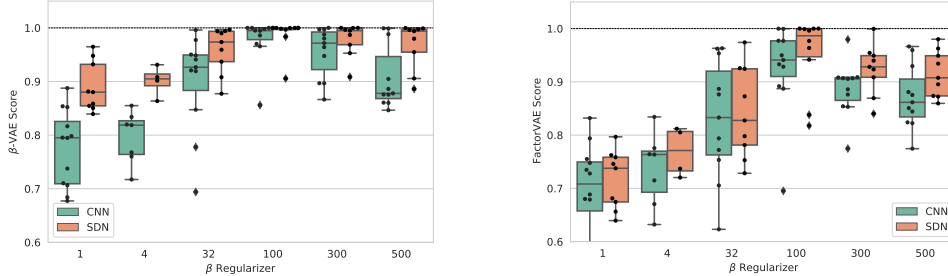 1.0
0.9
0.8
0.7
0.6
β-VAE Score
CNN
SDN
1 4 32 100 300 500
β Regularizer
1.0
0.9
0.8
0.7
0.6
FactorVAE Score
CNN
SDN
1 4 32 100 300 500
β Regularizer